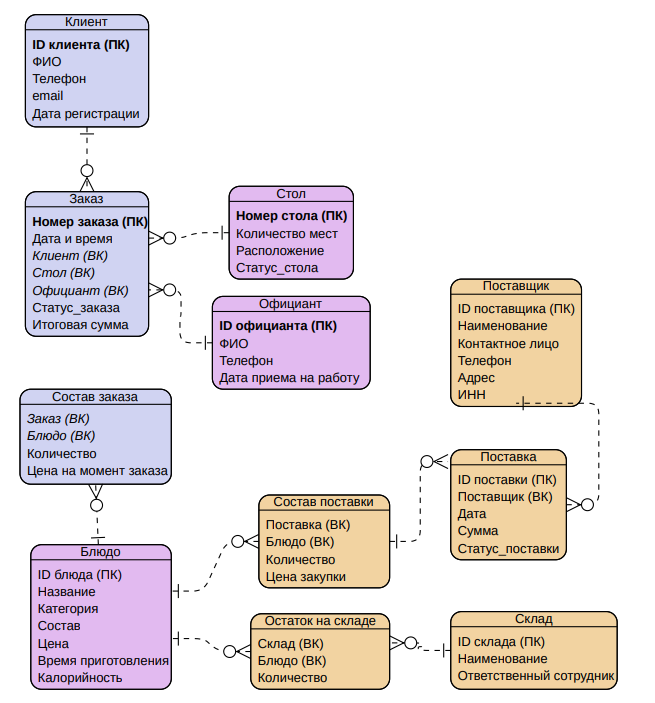 Клиент
ID клиента (ПК)
ФИО
Телефон
email
Дата регистрации
Заказ
Номер заказа (ПК)
Дата и время
Клиент (ВК)
Стол (ВК)
Официант (ВК)
Статус_заказа
Итоговая сумма
Стол
Номер стола (ПК)
Количество мест
Расположение
Статус_стола
Официант
ID официанта (ПК)
ФИО
Телефон
Дата приема на работу
Поставщик
ID поставщика (ПК)
Наименование
Контактное лицо
Телефон
Адрес
ИНН
Состав заказа
Заказ (ВК)
Блюдо (ВК)
Количество
Цена на момент заказа
Поставка
ID поставки (ПК)
Поставщик (ВК)
Дата
Сумма
Статус_поставки
Состав поставки
Поставка (ВК)
Блюдо (ВК)
Количество
Цена закупки
Блюдо
ID блюда (ПК)
Название
Категория
Состав
Цена
Время приготовления
Калорийность
Остаток на складе
Склад (ВК)
Блюдо (ВК)
Количество
Склад
ID склада (ПК)
Наименование
Ответственный сотрудник